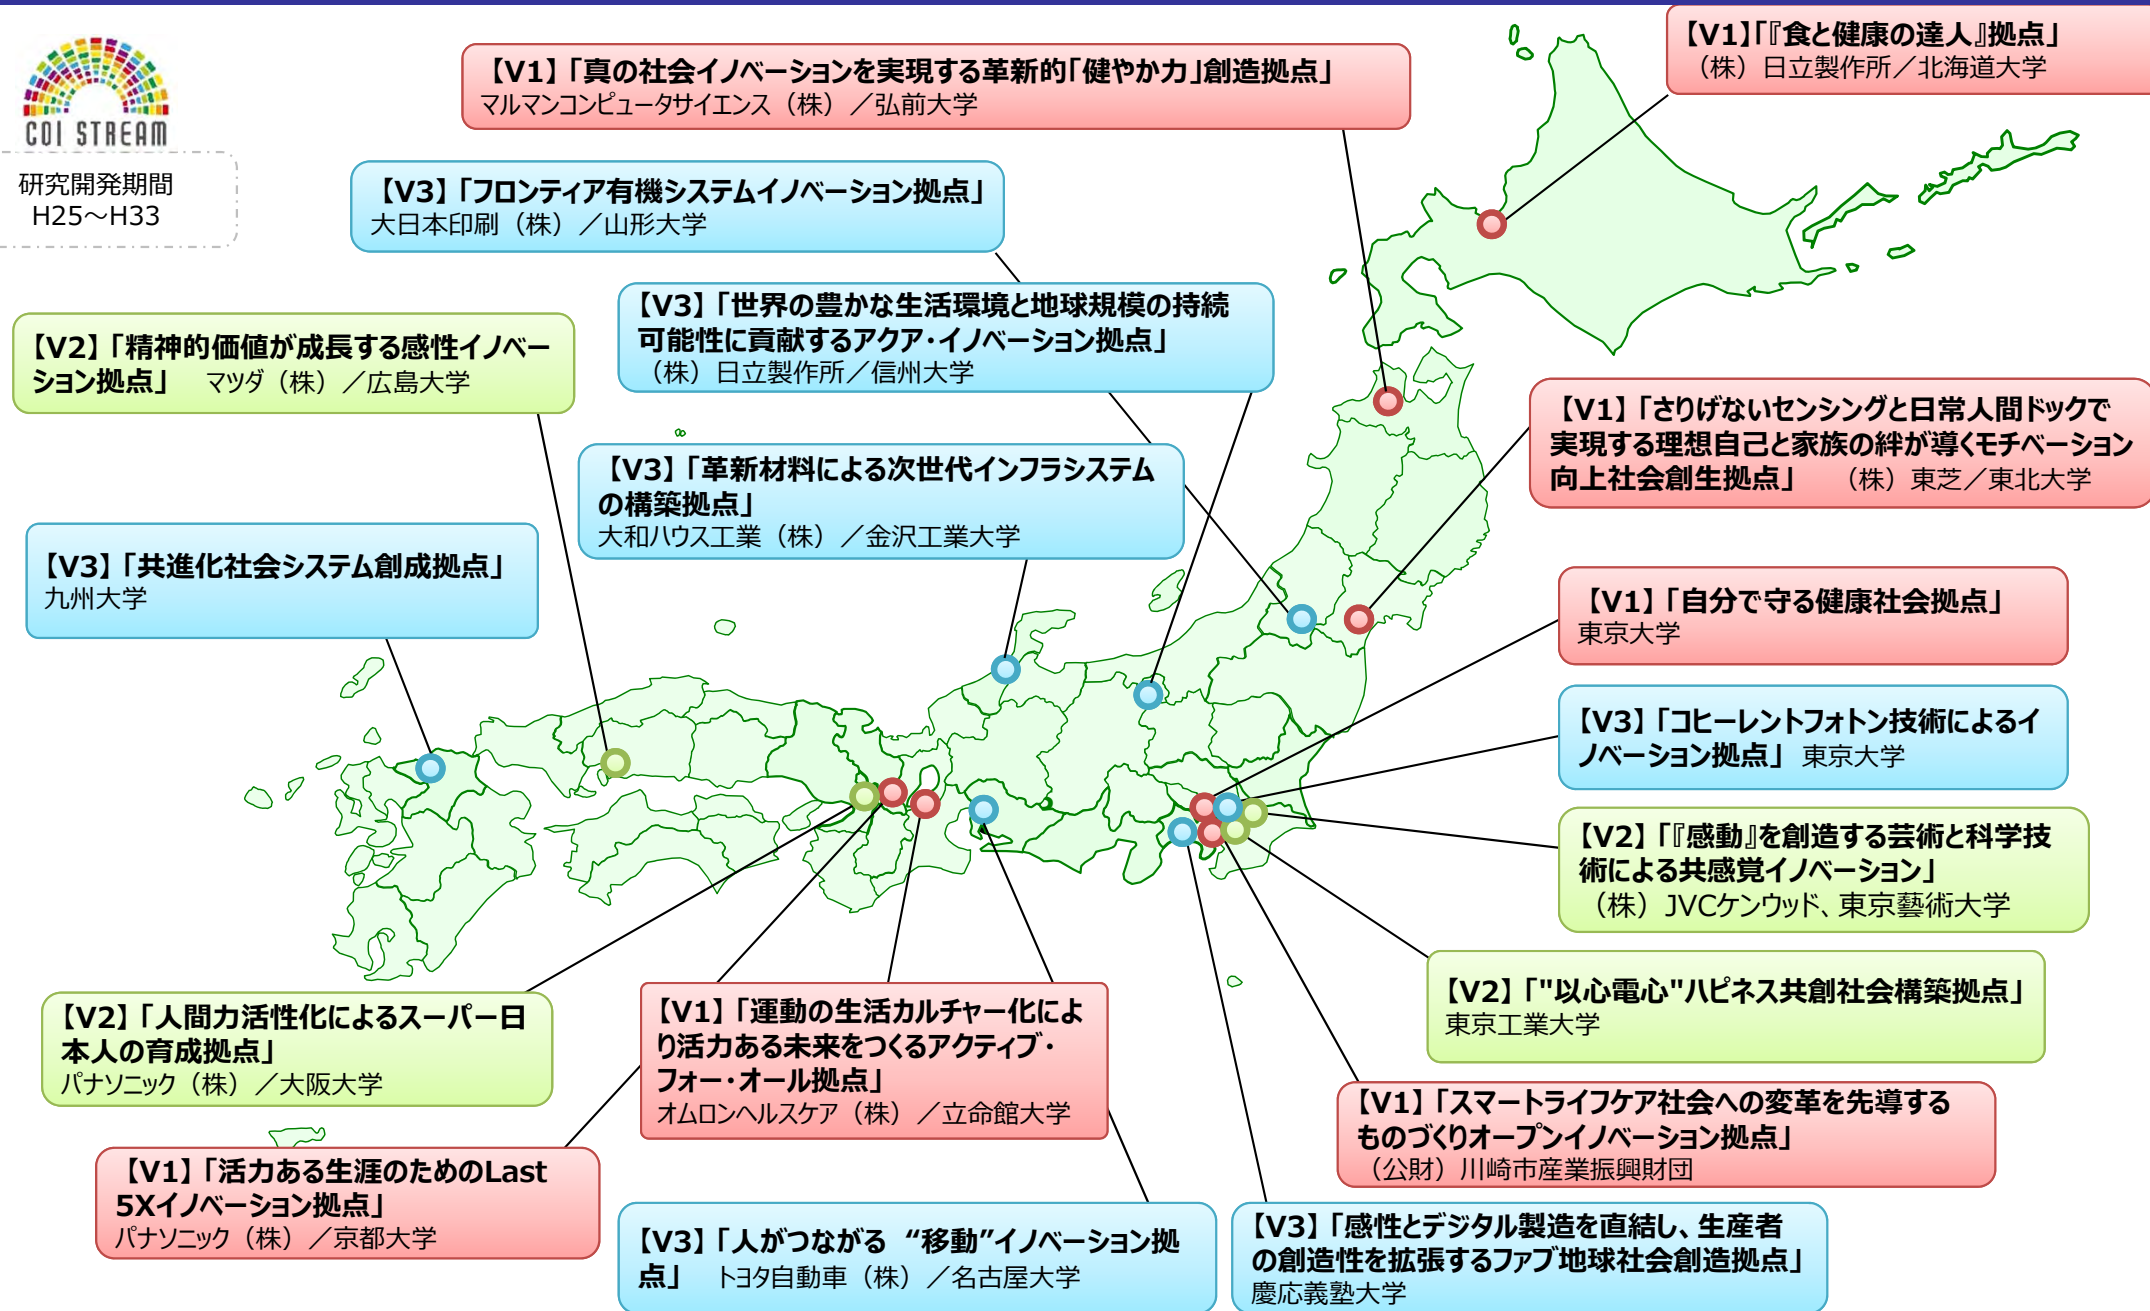 COI STREAM
研究開発期間
H25～H33
【V1】「真の社会イノベーションを実現する革新的「健やか力」創造拠点」
マルマンコンピュータサイエンス（株）／弘前大学
【V1】「『食と健康の達人』拠点」
（株）日立製作所／北海道大学
【V3】「フロンティア有機システムイノベーション拠点」
大日本印刷（株）／山形大学
【V3】「世界の豊かな生活環境と地球規模の持続
可能性に貢献するアクア・イノベーション拠点」
（株）日立製作所／信州大学
【V2】「精神的価値が成長する感性イノベー
ション拠点」　マツダ（株）／広島大学
【V1】「さりげないセンシングと日常人間ドックで
実現する理想自己と家族の絆が導くモチベーション
向上社会創生拠点」　（株）東芝／東北大学
【V3】「革新材料による次世代インフラシステム
の構築拠点」
大和ハウス工業（株）／金沢工業大学
【V3】「共進化社会システム創成拠点」
九州大学
【V1】「自分で守る健康社会拠点」
東京大学
【V3】「コヒーレントフォトン技術によるイ
ノベーション拠点」 東京大学
【V2】「『感動』を創造する芸術と科学技
術による共感覚イノベーション」
（株）JVCケンウッド、東京藝術大学
【V2】「"以心電心"ハピネス共創社会構築拠点」
東京工業大学
【V2】「人間力活性化によるスーパー日
本人の育成拠点」
パナソニック（株）／大阪大学
【V1】「運動の生活カルチャー化によ
り活力ある未来をつくるアクティブ・
フォー・オール拠点」
オムロンヘルスケア（株）／立命館大学
【V1】「スマートライフケア社会への変革を先導する
ものづくりオープンイノベーション拠点」
（公財）川崎市産業振興財団
【V1】「活力ある生涯のためのLast
5Xイノベーション拠点」
パナソニック（株）／京都大学
【V3】「人がつながる “移動”イノベーション拠
点」　トヨタ自動車（株）／名古屋大学
【V3】「感性とデジタル製造を直結し、生産者
の創造性を拡張するファブ地球社会創造拠点」
慶応義塾大学